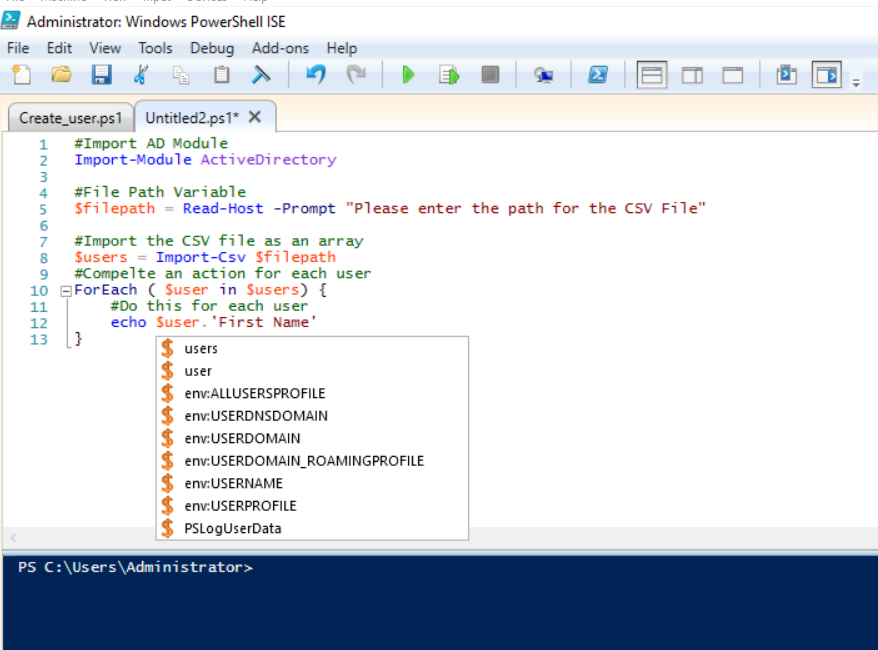 Administrator: Windows PowerShell ISE
File Edit View Tools Debug Add-ons Help
Create_user.ps1 Untitled2.ps1* X
1 #Import AD Module
2 Import-Module ActiveDirectory
3
4 #File Path Variable
5 $filepath = Read-Host -Prompt "Please enter the path for the CSV File"
6
7 #Import the CSV file as an array
8 $users = Import-Csv $filepath
9 #Compelte an action for each user
10 ForEach ( $user in $users) {
11 #Do this for each user
12 echo $user.'First Name'
13 }
users
user
env:ALLUSERSPROFILE
env:USERDNSDOMAIN
env:USERDOMAIN
env:USERDOMAIN_ROAMINGPROFILE
env:USERNAME
env:USERPROFILE
PSLogUserData
PS C:\Users\Administrator>